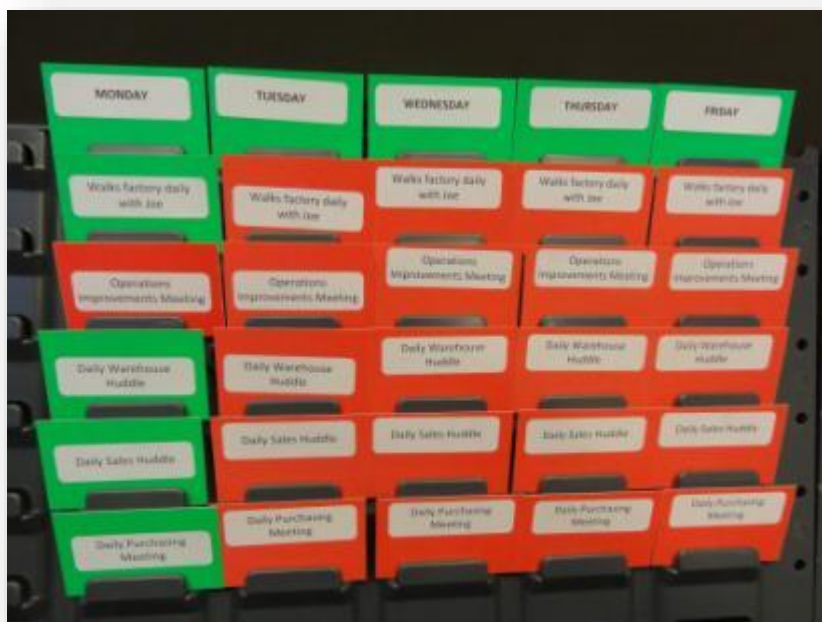 MONDAY
TUESDAY
WEDNESDAY
THURSDAY
FRIDAY
Walks factory daily
with Joe
Walks factory daily
with Joe
Walks factory daily
with Joe
Walks factory daily
with Joe
Walks factory daily
with Joe
Operations
Improvements Meeting
Operations
Improvements Meeting
Operations
Improvements Meeting
Operations
Improvements Meeting
Operations
Improvements Meeting
Daily Warehouse
Huddle
Daily Warehouse
Huddle
Daily Warehouse
Huddle
Daily Warehouse
Huddle
Daily Warehouse
Huddle
Daily Sales Huddle
Daily Sales Huddle
Daily Sales Huddle
Daily Sales Huddle
Daily Sales Huddle
Daily Purchasing
Meeting
Daily Purchasing
Meeting
Daily Purchasing
Meeting
Daily Purchasing
Meeting
Daily Purchasing
Meeting